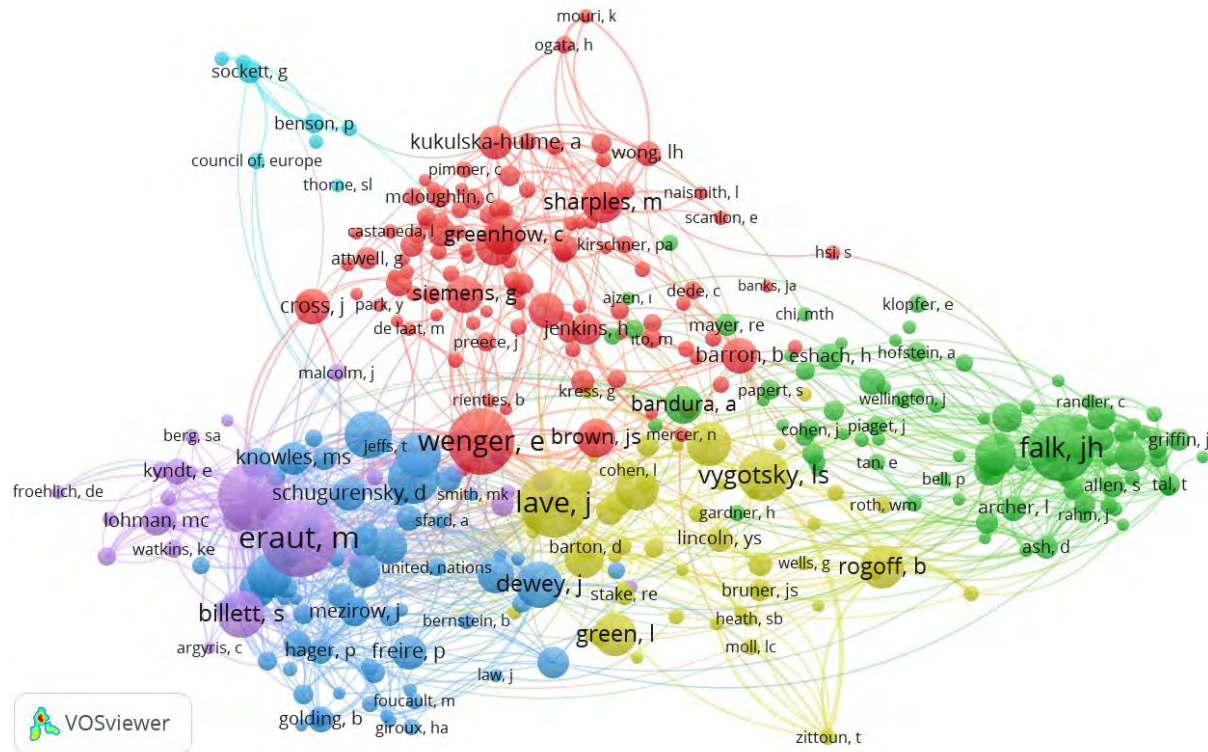 mouri, k
ogata, h
sockett, g
benson, p
kukulska-hulme, a
wong, lh
council of, europe
pimmer, c
thorne, sl
mcloughlin, c
sharples, m
naismith, l
scanlon, e
castaneda, l
greenhow, c
kirschner, pa
attwell, g
hsi, s
siemens, g
ajzen, i
dede, c
banks, ja
cross, j
park, y
klopfer, e
de laat, m
jenkins, h
ito, m
mayer, re
chi, mth
preece, j
barron, b
eshach, h
hofstein, a
malcolm, j
kress, g
papert, s
wellington, j
rienties, b
bandura, a
randler, c
berg, sa
jeffs, t
wenger, e
brown, js
mercer, n
cohen, j
piaget, j
falk, jh
griffin, j
knowles, ms
kyndt, e
cohen, l
vygotsky, ls
tan, e
bell, p
allen, s
tal, t
froehlich, de
schugurensky, d
smith, mk
lave, j
gardner, h
roth, wm
archer, l
rahm, j
lohman, mc
sfard, a
eraut, m
lincoln, ys
watkins, ke
barton, d
ash, d
united, nations
wells, g
rogoff, b
dewey, j
stake, re
bruner, js
billett, s
mezirow, j
bernstein, b
green, l
heath, sb
argyris, c
hager, p
freire, p
moll, lc
law, j
foucault, m
golding, b
giroux, ha
zittoun, t
VOSviewer